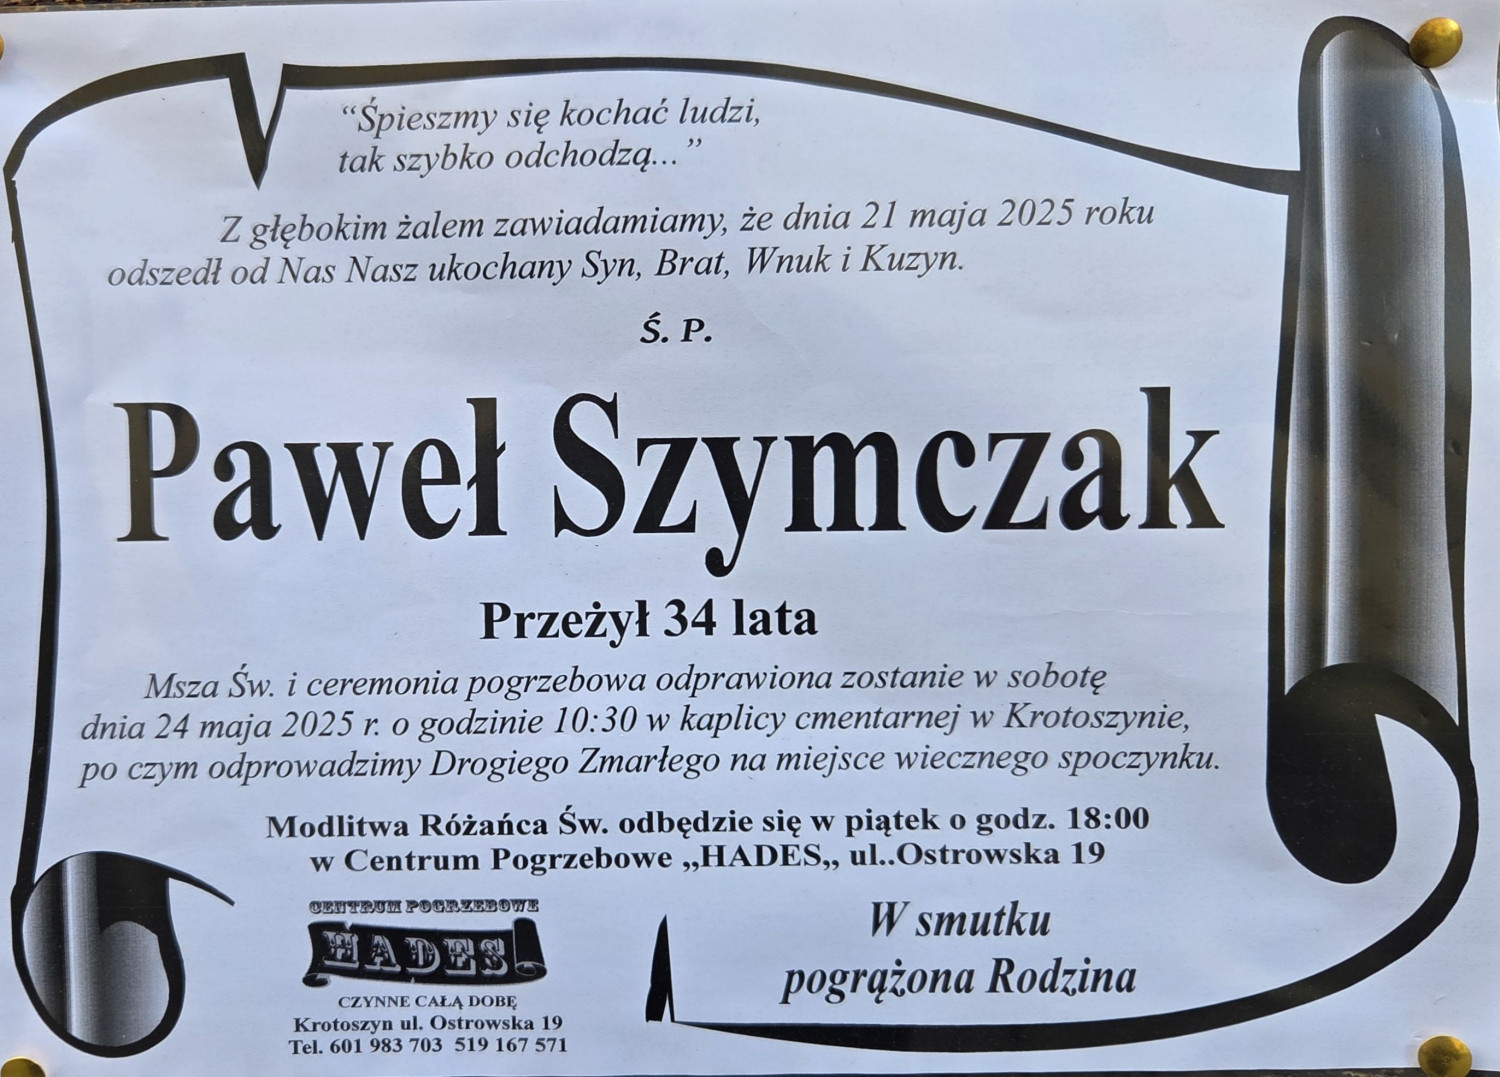 “Śpieszmy się kochać ludzi,
tak szybko odchodzą...”
Z głębokim żalem zawiadamiamy, że dnia 21 maja 2025 roku
odszedł od Nas Nasz ukochany Syn, Brat, Wnuk i Kuzyn.
Ś. P.
Paweł Szymczak
Przeżył 34 lata
Msza Św. i ceremonia pogrzebowa odprawiona zostanie w sobotę
dnia 24 maja 2025 r. o godzinie 10:30 w kaplicy cmentarnej w Krotoszynie,
po czym odprowadzimy Drogiego Zmarłego na miejsce wiecznego spoczynku.
Modlitwa Różańca Św. odbędzie się w piątek o godz. 18:00
w Centrum Pogrzebowe „HADES„ ul..Ostrowska 19
CENTRUM POGRZEBOWE
HADES
CZYNNE CAŁĄ DOBĘ
Krotoszyn ul. Ostrowska 19
Tel. 601 983 703 519 167 571
W smutku
pogrążona Rodzina